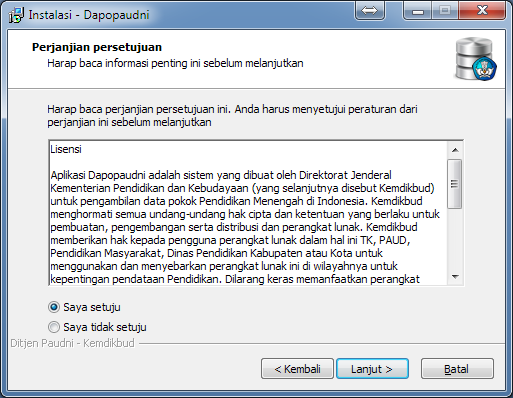 Instalasi - Dapopaudni
Perjanjian persetujuan
Harap baca informasi penting ini sebelum melanjutkan
Harap baca perjanjian persetujuan ini. Anda harus menyetujui peraturan dari
perjanjian ini sebelum melanjutkan
Lisensi
Aplikasi Dapopaudni adalah sistem yang dibuat oleh Direktorat Jenderal
Kementerian Pendidikan dan Kebudayaan (yang selanjutnya disebut Kemdikbud)
untuk pengambilan data pokok Pendidikan Menengah di Indonesia. Kemdikbud
menghormati semua undang-undang hak cipta dan ketentuan yang berlaku untuk
pembuatan, pengembangan serta distribusi dan perangkat lunak. Kemdikbud
memberikan hak kepada pengguna perangkat lunak dalam hal ini TK, PAUD,
Pendidikan Masyarakat, Dinas Pendidikan Kabupaten atau Kota untuk
menggunakan dan menyebarkan perangkat lunak ini di wilayahnya untuk
kepentingan pendataan Pendidikan. Dilarang keras memanfaatkan perangkat
Saya setuju
Saya tidak setuju
Ditjen Paudni - Kemdikbud
< Kembali
Lanjut >
Batal